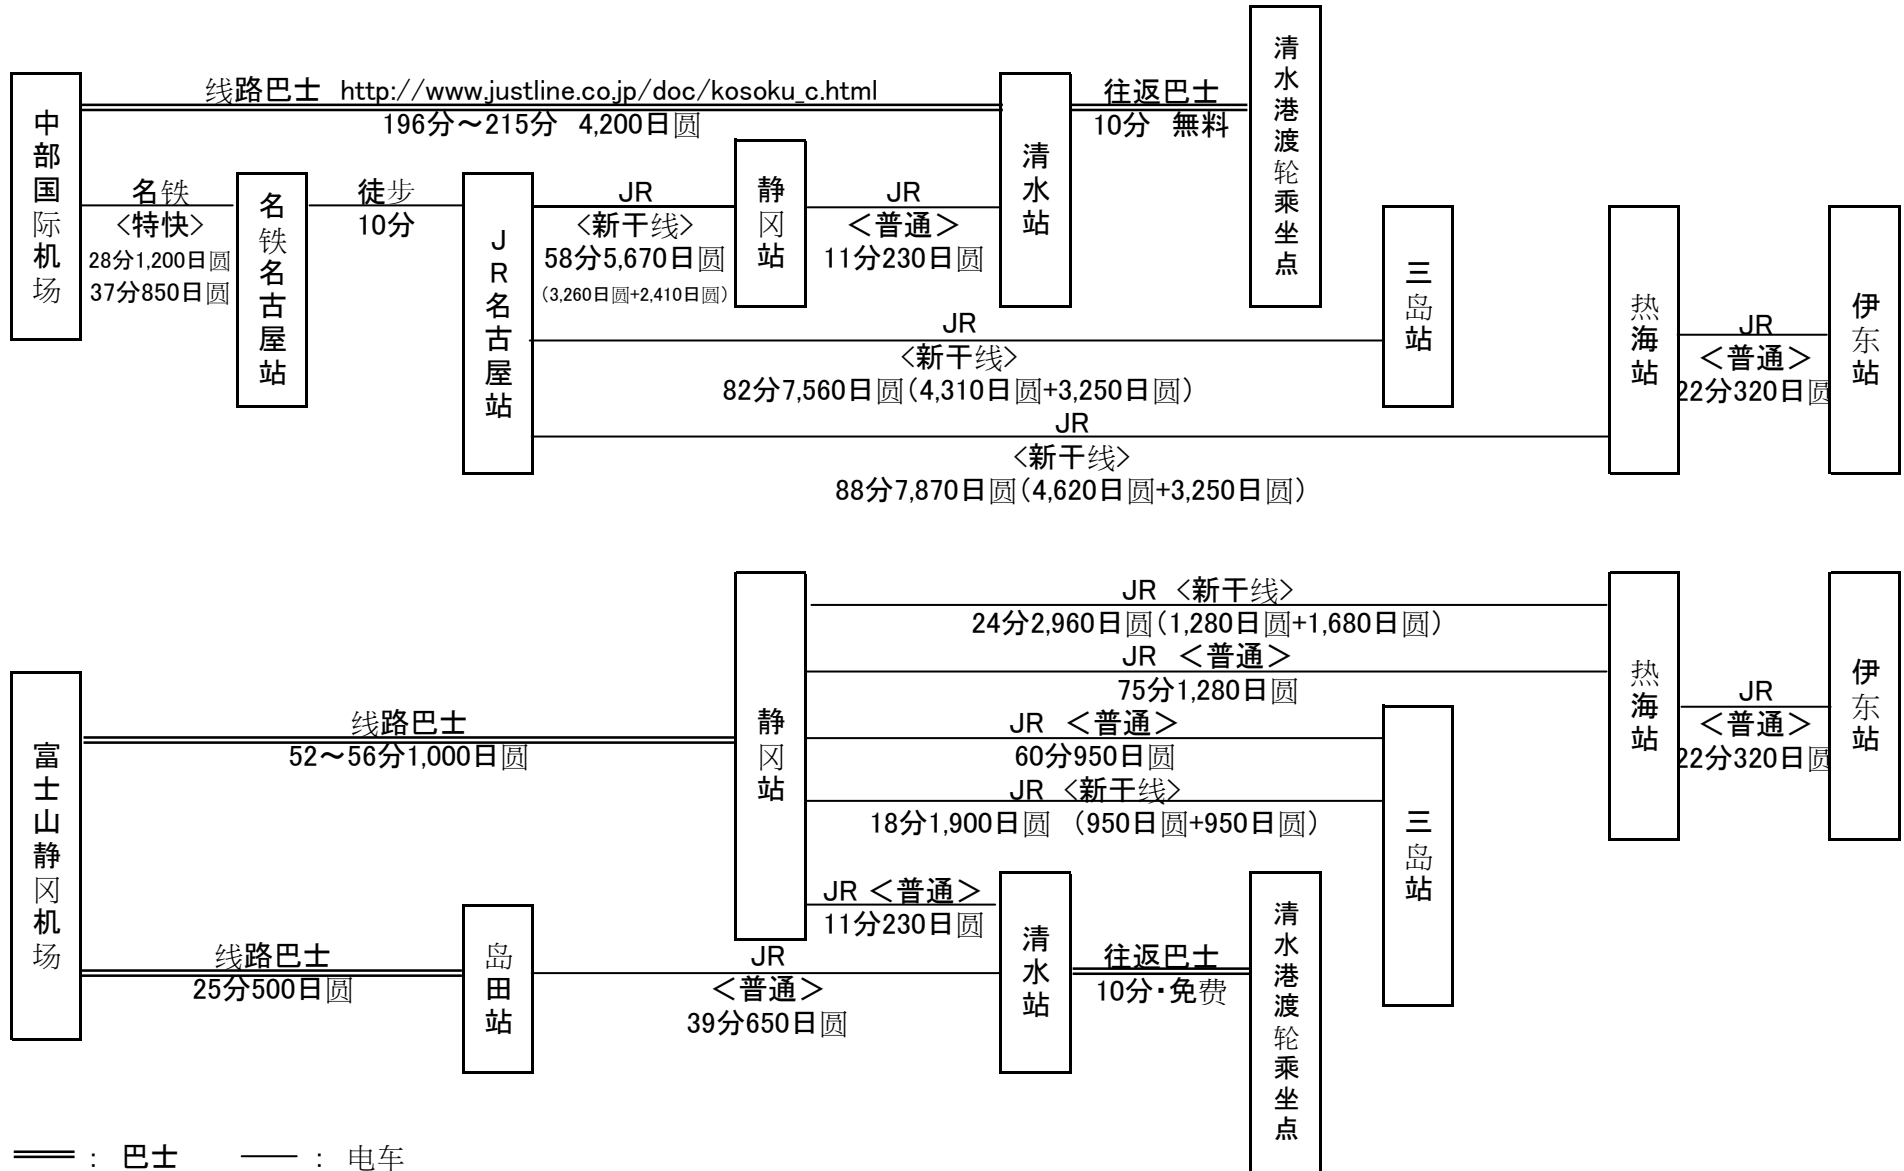 线路巴士 http://www.justline.co.jp/doc/kosoku_c.html
196分～215分 4,200日圆
往返巴士
10分 無料
中部国际机场
名铁
<特快>
28分1,200日圆
37分850日圆
名铁名古屋站
徒步
10分
JR名古屋站
JR
<新干线>
58分5,670日圆
（3,260日圆+2,410日圆）
静冈站
JR
＜普通＞
11分230日圆
清水站
清水港渡轮乘坐点
JR
<新干线>
82分7,560日圆（4,310日圆+3,250日圆）
三岛站
JR
<新干线>
88分7,870日圆（4,620日圆+3,250日圆）
热海站
JR
＜普通＞
22分320日圆
伊东站
富士山静冈机场
线路巴士
52～56分1,000日圆
静冈站
JR <新干线>
24分2,960日圆（1,280日圆+1,680日圆）
JR ＜普通＞
75分1,280日圆
热海站
JR
＜普通＞
22分320日圆
伊东站
JR ＜普通＞
60分950日圆
JR <新干线>
18分1,900日圆 （950日圆+950日圆）
三岛站
JR ＜普通＞
11分230日圆
线路巴士
25分500日圆
岛田站
JR
＜普通＞
39分650日圆
清水站
往返巴士
10分・免费
清水港渡轮乘坐点
： 巴士 ： 电车